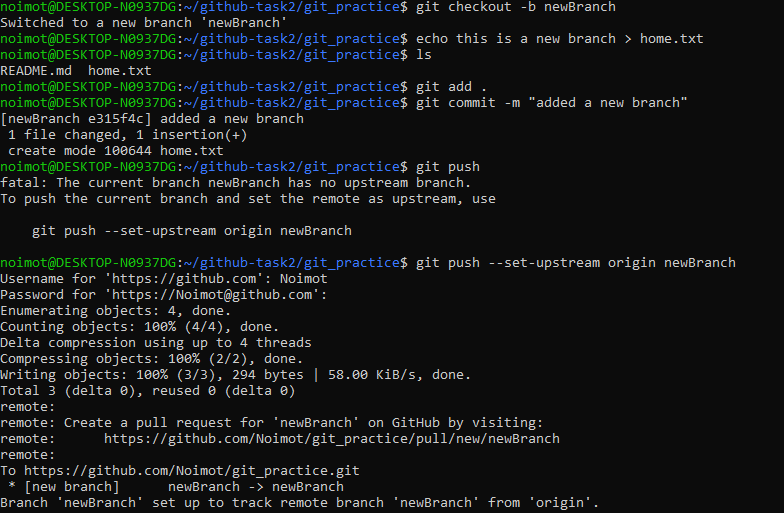 noimot@DESKTOP-N0937DG:~/github-task2/git_practice$ git checkout -b newBranch
Switched to a new branch 'newBranch'
noimot@DESKTOP-N0937DG:~/github-task2/git_practice$ echo this is a new branch > home.txt
noimot@DESKTOP-N0937DG:~/github-task2/git_practice$ ls
README.md  home.txt
noimot@DESKTOP-N0937DG:~/github-task2/git_practice$ git add .
noimot@DESKTOP-N0937DG:~/github-task2/git_practice$ git commit -m "added a new branch"
[newBranch e315f4c] added a new branch
 1 file changed, 1 insertion(+)
 create mode 100644 home.txt
noimot@DESKTOP-N0937DG:~/github-task2/git_practice$ git push
fatal: The current branch newBranch has no upstream branch.
To push the current branch and set the remote as upstream, use

    git push --set-upstream origin newBranch

noimot@DESKTOP-N0937DG:~/github-task2/git_practice$ git push --set-upstream origin newBranch
Username for 'https://github.com': Noimot
Password for 'https://Noimot@github.com':
Enumerating objects: 4, done.
Counting objects: 100% (4/4), done.
Delta compression using up to 4 threads
Compressing objects: 100% (2/2), done.
Writing objects: 100% (3/3), 294 bytes | 58.00 KiB/s, done.
Total 3 (delta 0), reused 0 (delta 0)
remote:
remote: Create a pull request for 'newBranch' on GitHub by visiting:
remote:      https://github.com/Noimot/git_practice/pull/new/newBranch
remote:
To https://github.com/Noimot/git_practice.git
 * [new branch]      newBranch -> newBranch
Branch 'newBranch' set up to track remote branch 'newBranch' from 'origin'.